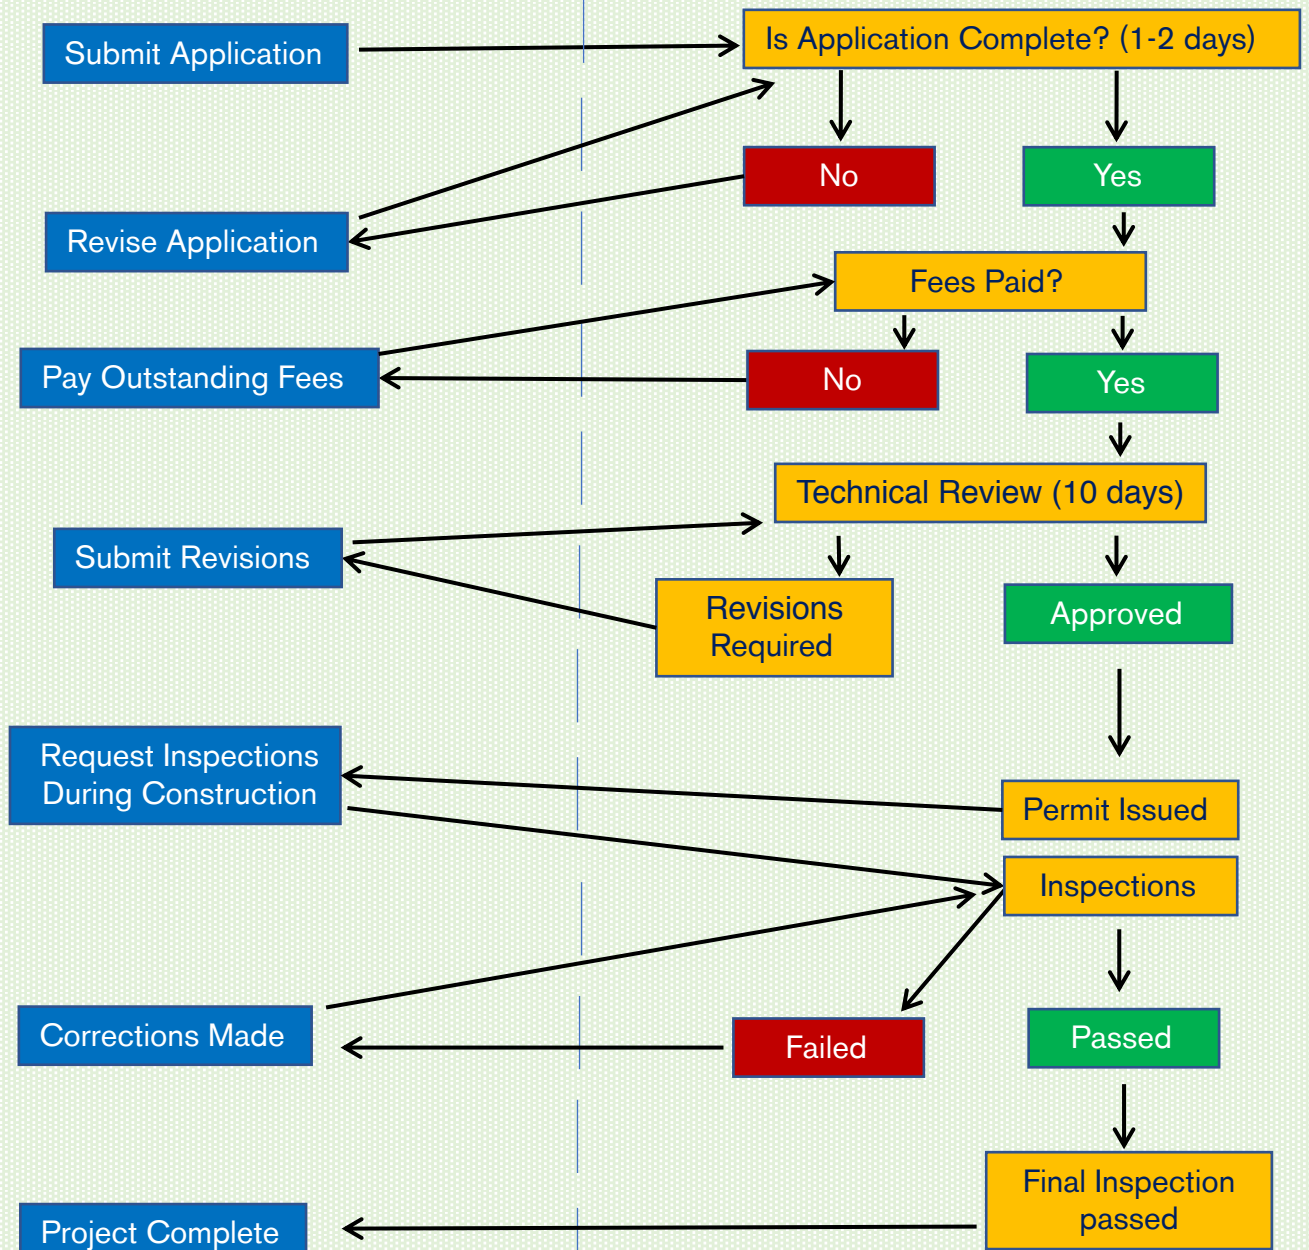 Submit Application
Is Application Complete? (1-2 days)
No
Yes
Revise Application
Fees Paid?
Pay Outstanding Fees
No
Yes
Technical Review (10 days)
Submit Revisions
Revisions
Required
Approved
Request Inspections
During Construction
Permit Issued
Inspections
Corrections Made
Failed
Passed
Final Inspection
passed
Project Complete